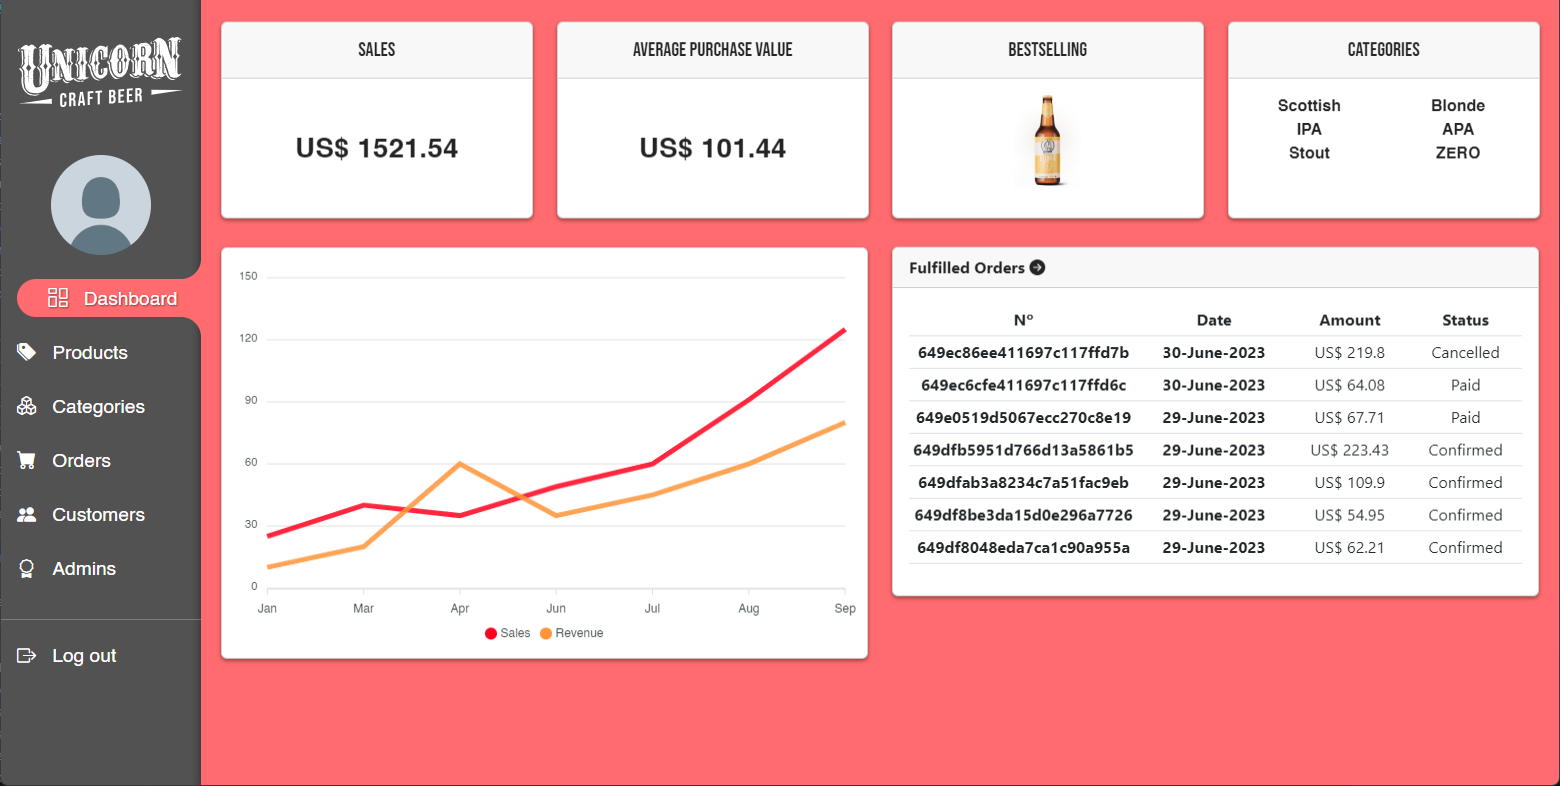 UNICORN
CRAFT BEER
Dashboard
Products
Categories
Orders
Customers
Admins
Log out
SALES
US$ 1521.54
AVERAGE PURCHASE VALUE
US$ 101.44
BESTSELLING
CATEGORIES
Scottish Blonde
IPA APA
Stout ZERO
150
120
90
60
30
0
Jan Mar Apr Jun Jul Aug Sep
Sales Revenue
Fulfilled Orders
N° Date Amount Status
649ec86ee411697c117ffd7b 30-June-2023 US$ 219.8 Cancelled
649ec6cfe411697c117ffd6c 30-June-2023 US$ 64.08 Paid
649e0519d5067ecc270c8e19 29-June-2023 US$ 67.71 Paid
649dfb5951d766d13a5861b5 29-June-2023 US$ 223.43 Confirmed
649dfab3a8234c7a51fac9eb 29-June-2023 US$ 109.9 Confirmed
649df8be3da15d0e296a7726 29-June-2023 US$ 54.95 Confirmed
649df8048eda7ca1c90a955a 29-June-2023 US$ 62.21 Confirmed